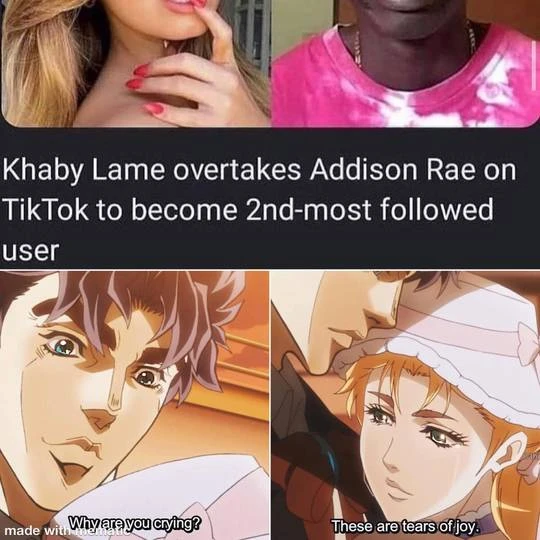 Khaby Lame overtakes Addison Rae on
TikTok to become 2nd-most followed
user
Why are you crying?
These are tears of joy.
made with mematic